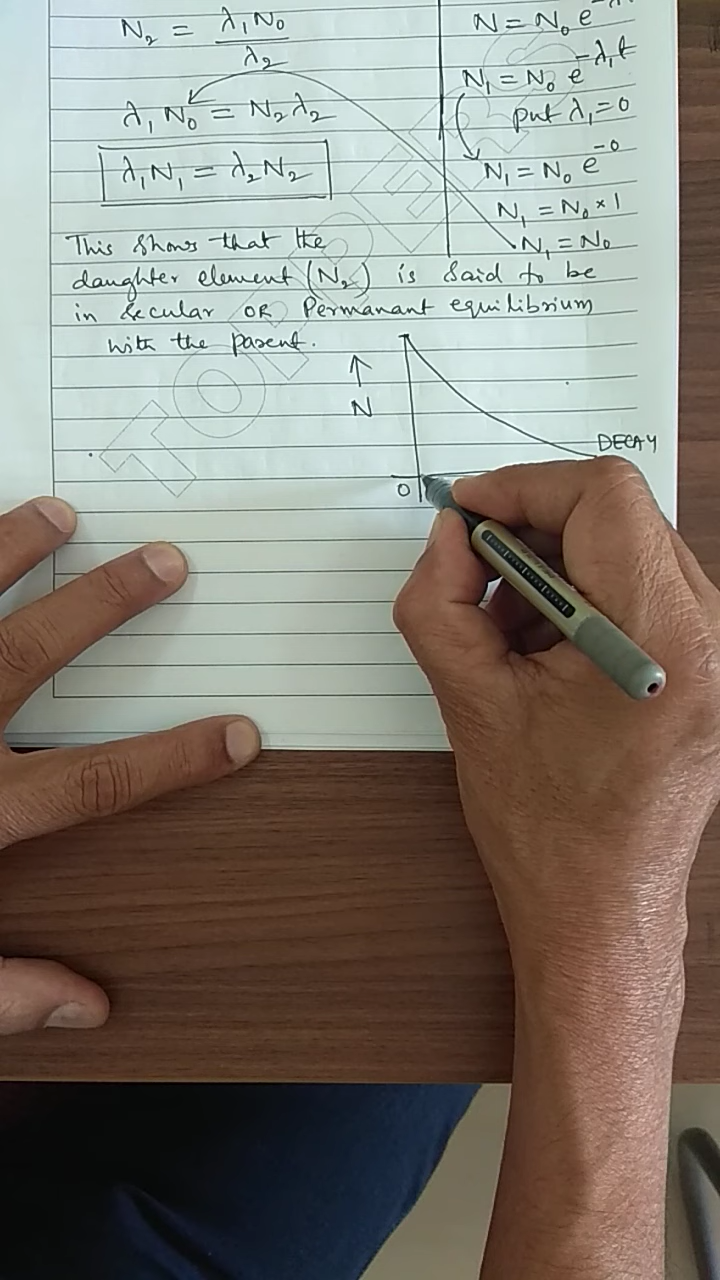 N₂ = λ₁N₀ / λ₂
λ₁N₀ = N₂λ₂
λ₁N₁ = λ₂N₂
N = N₀ e
N₁ = N₀ e^-λ₁t
put λ₁=0
N₁ = N₀ e^-0
N₁ = N₀ × 1
N₁ = N₀
This shows that the
daughter element (N₂) is said to be
in secular OR Permanant equilibrium
with the parent.
↑
N
DECAY
0
TOPPERS